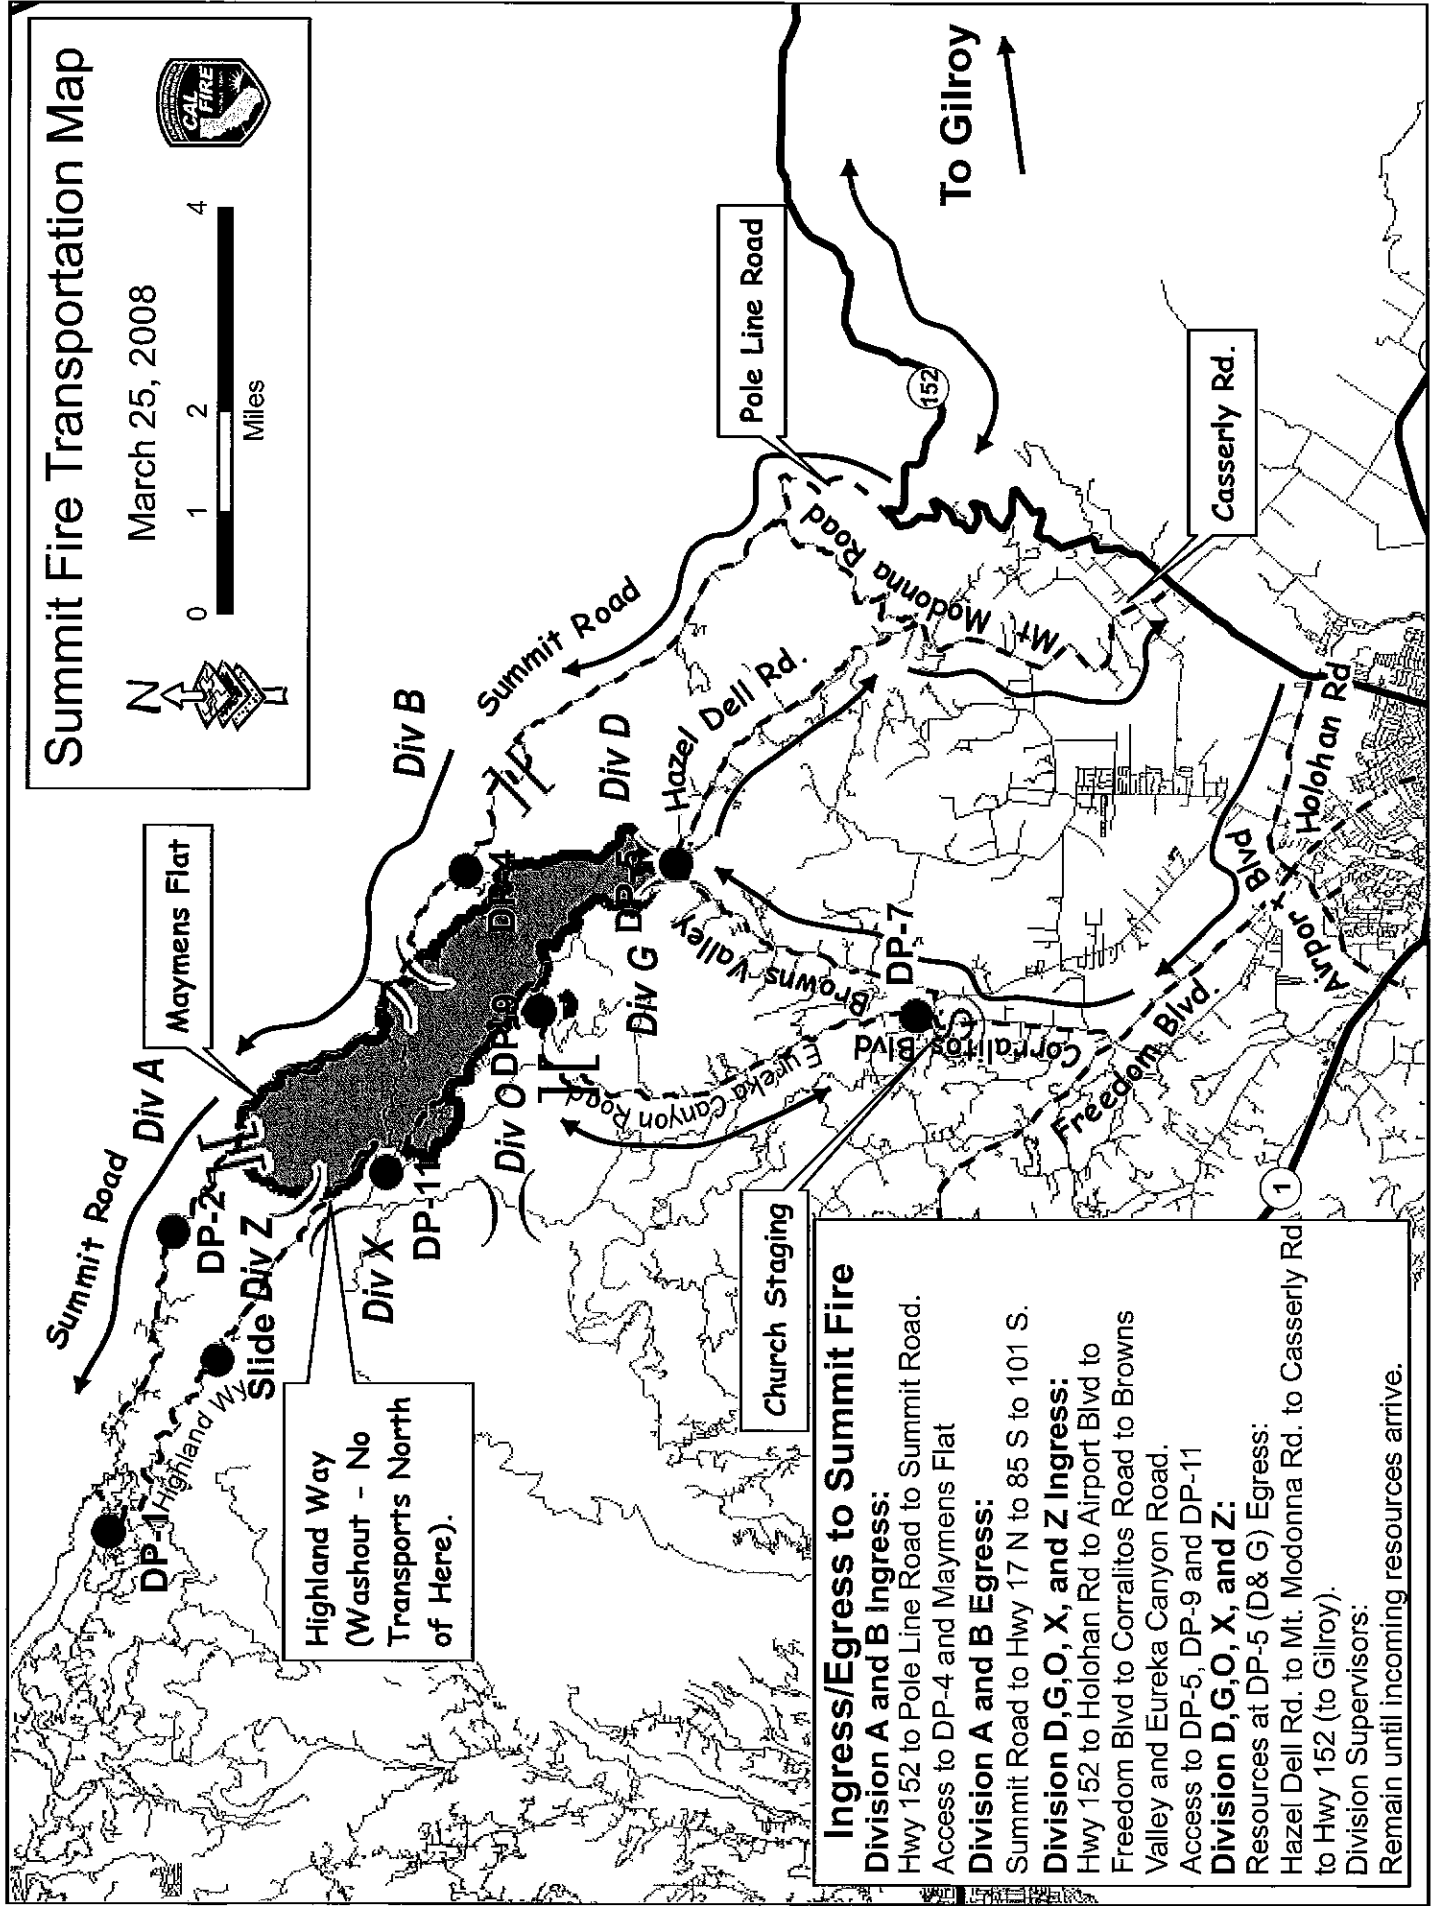 Summit Fire Transportation Map
March 25, 2008
N
0 1 2 4
Miles
CAL
FIRE
Maymens Flat
Summit Road
Div A
Div B
Summit Road
Pole Line Road
To Gilroy
152
Casserly Rd.
DP-1
Highland Wy
Slide
DP-2
Div Z
Highland Way
(Washout - No
Transports North
of Here).
Div X
DP-11
Div O
DP-9
DP-4
DP-5
Div D
Div G
Hazel Dell Rd.
Mt Modonna Road
Browns Valley
Eureka Canyon Road
DP-7
Corralitos Blvd
Church Staging
Freedom Blvd.
Airport Blvd
Holohan Rd
1
Ingress/Egress to Summit Fire
Division A and B Ingress:
Hwy 152 to Pole Line Road to Summit Road.
Access to DP-4 and Maymens Flat
Division A and B Egress:
Summit Road to Hwy 17 N to 85 S to 101 S.
Division D,G,O, X, and Z Ingress:
Hwy 152 to Holohan Rd to Airport Blvd to
Freedom Blvd to Corralitos Road to Browns
Valley and Eureka Canyon Road.
Access to DP-5, DP-9 and DP-11
Division D,G,O, X, and Z:
Resources at DP-5 (D& G) Egress:
Hazel Dell Rd. to Mt. Modonna Rd. to Casserly Rd
to Hwy 152 (to Gilroy).
Division Supervisors:
Remain until incoming resources arrive.